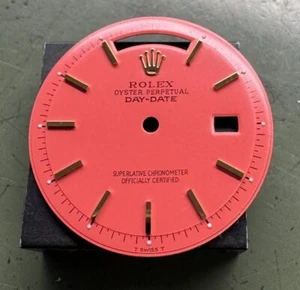 ROLEX
OYSTER PERPETUAL
DAY-DATE
SUPERLATIVE CHRONOMETER
OFFICIALLY CERTIFIED
T SWISS T